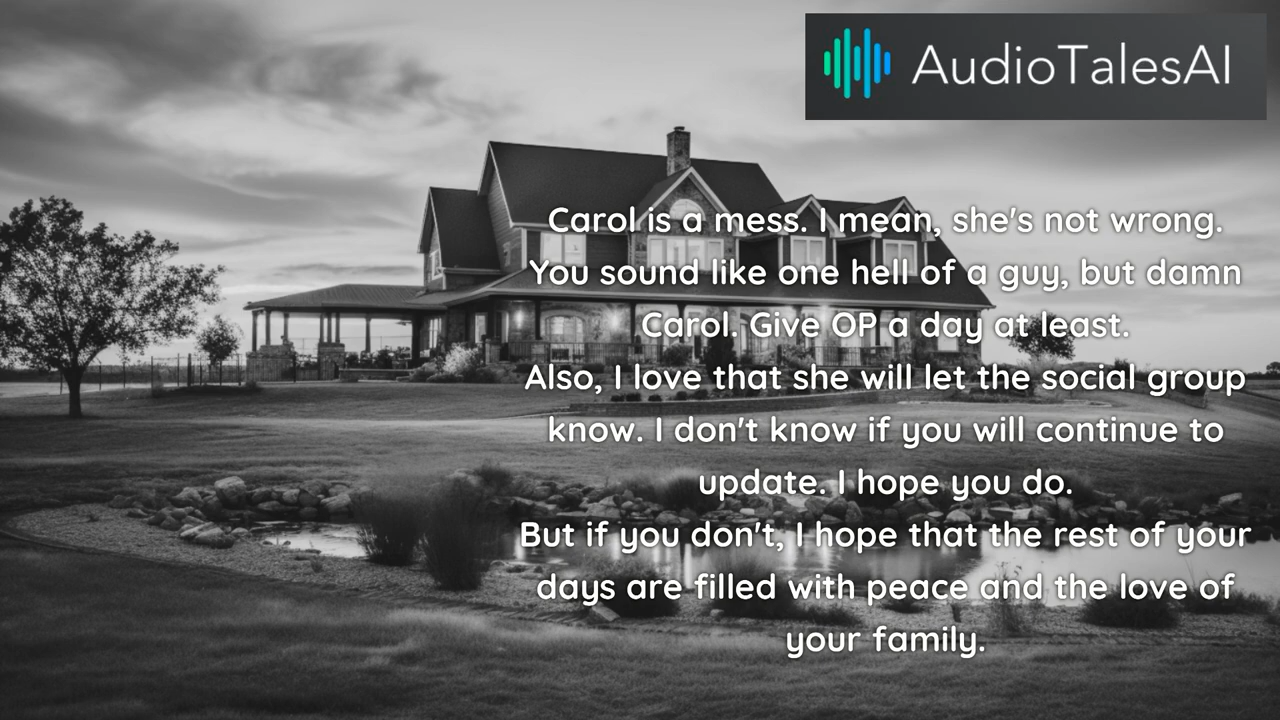 AudioTalesAI
Carol is a mess. I mean, she's not wrong.
You sound like one hell of a guy, but damn
Carol. Give OP a day at least.
Also, I love that she will let the social group
know. I don't know if you will continue to
update. I hope you do.
But if you don't, I hope that the rest of your
days are filled with peace and the love of
your family.